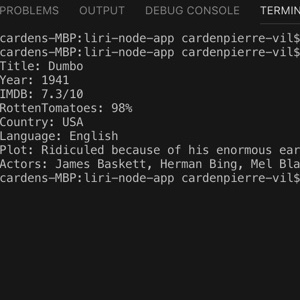 PROBLEMS OUTPUT DEBUG CONSOLE TERMIN
cardens-MBP:liri-node-app cardenpierre-vil$
cardens-MBP:liri-node-app cardenpierre-vil$
Title: Dumbo
Year: 1941
IMDB: 7.3/10
RottenTomatoes: 98%
Country: USA
Language: English
Plot: Ridiculed because of his enormous ear
Actors: James Baskett, Herman Bing, Mel Bla
cardens-MBP:liri-node-app cardenpierre-vil$